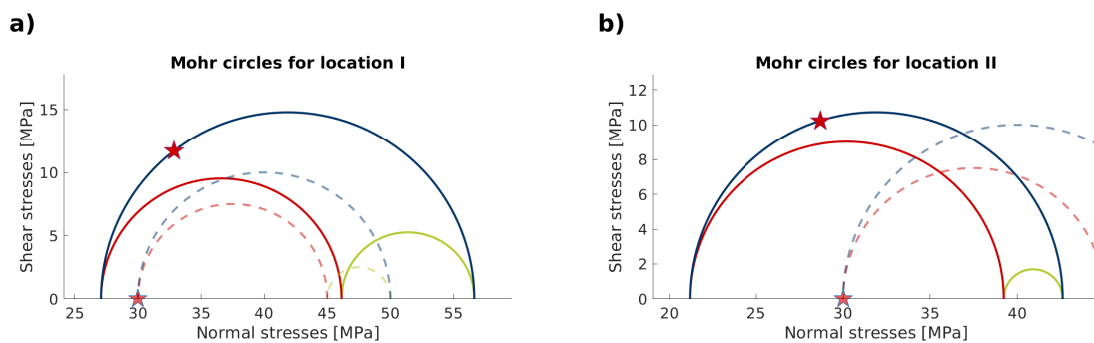 a)
Mohr circles for location I
Shear stresses [MPa]
15
10
5
0
25
30
35
40
45
50
55
Normal stresses [MPa]
b)
Mohr circles for location II
Shear stresses [MPa]
12
10
8
6
4
2
0
20
30
40
Normal stresses [MPa]